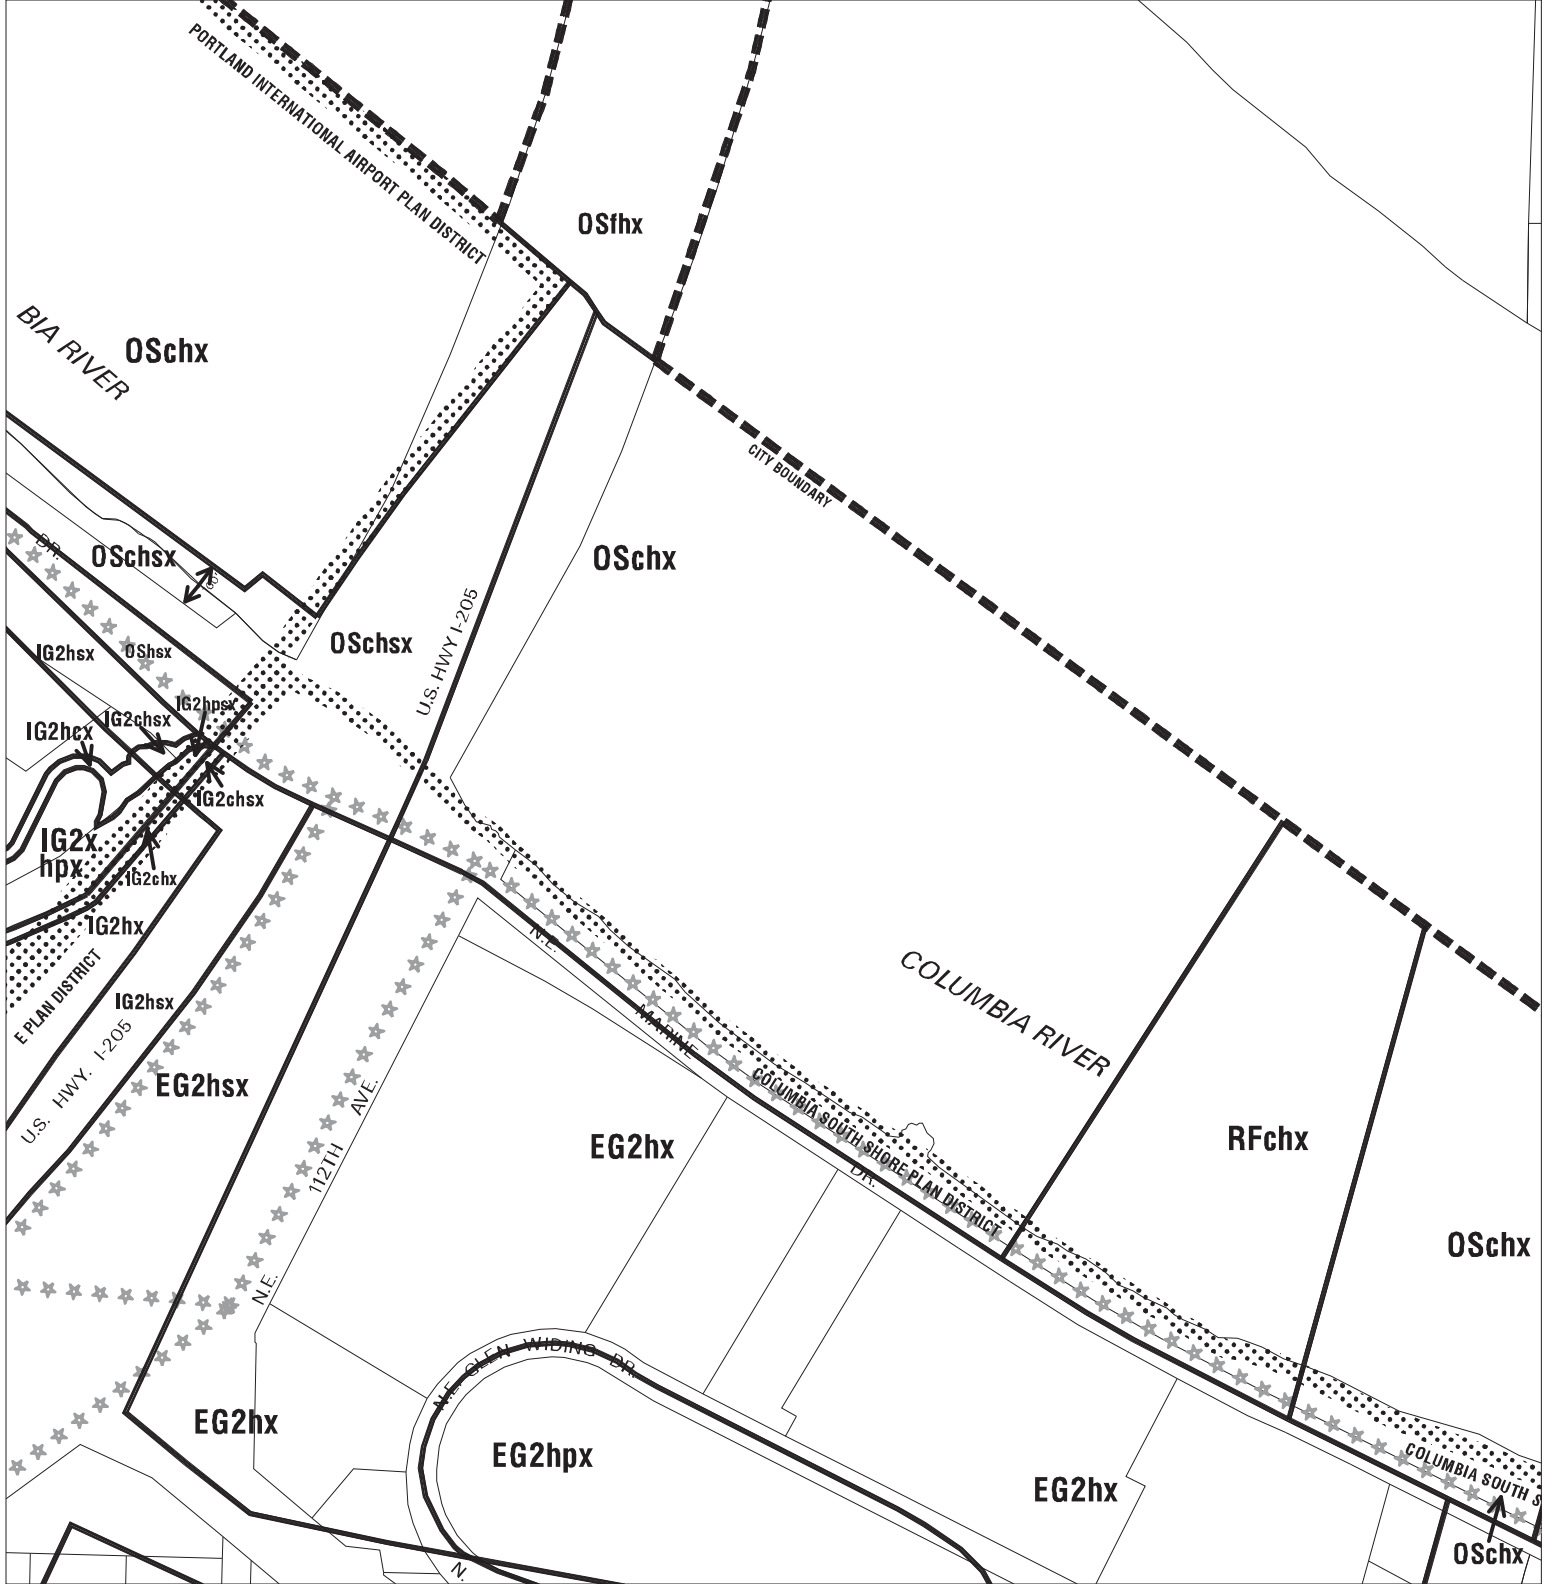 PORTLAND INTERNATIONAL AIRPORT PLAN DISTRICT
OSfhx
BIA RIVER
OSchx
CITY BOUNDARY
DR.
OSchsx
60'
OSchx
U.S. HWY I-205
OSchsx
IG2hsx
OShsx
IG2hpsx
IG2chsx
IG2hcx
IG2chsx
IG2x
hpx
IG2chx
IG2hx
E PLAN DISTRICT
IG2hsx
U.S. HWY. I-205
EG2hsx
N.E. 112TH AVE.
N.E. MARINE DR.
COLUMBIA RIVER
COLUMBIA SOUTH SHORE PLAN DISTRICT
EG2hx
RFchx
OSchx
N.E. GLEN WIDING DR.
EG2hx
EG2hpx
EG2hx
COLUMBIA SOUTH S
OSchx
N.